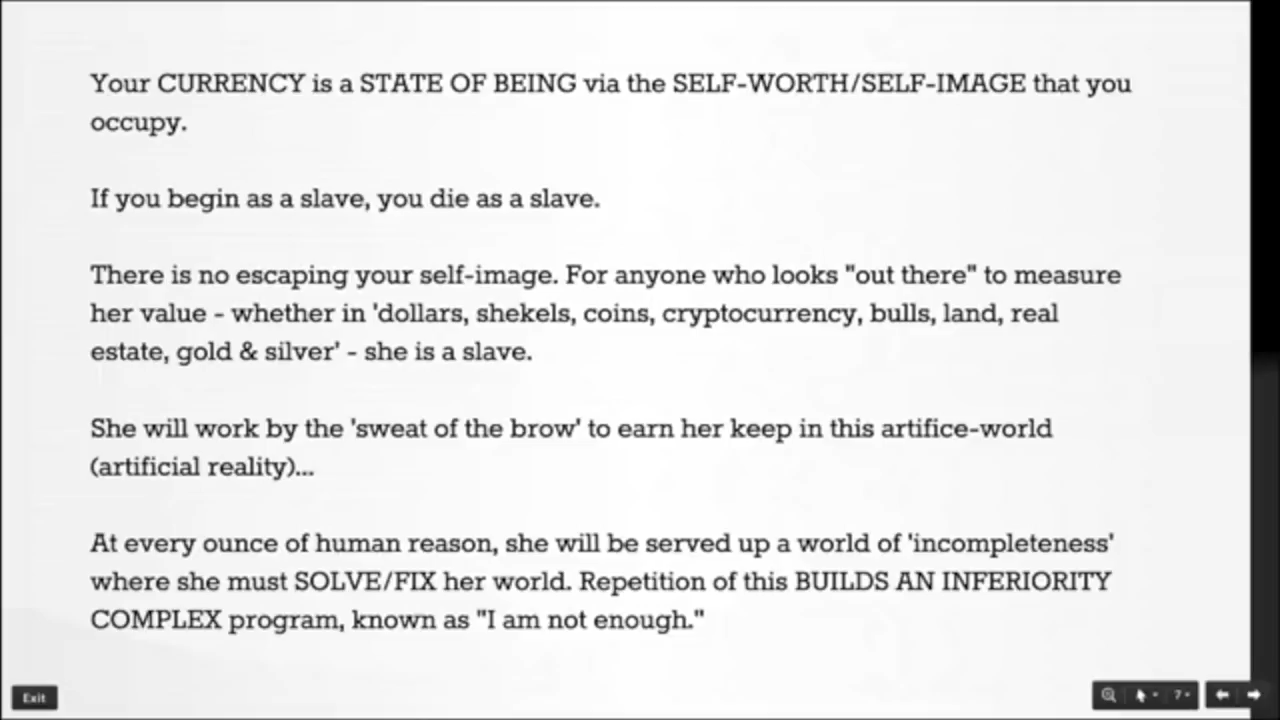 Your CURRENCY is a STATE OF BEING via the SELF-WORTH/SELF-IMAGE that you
occupy.
If you begin as a slave, you die as a slave.
There is no escaping your self-image. For anyone who looks "out there" to measure
her value - whether in 'dollars, shekels, coins, cryptocurrency, bulls, land, real
estate, gold & silver' - she is a slave.
She will work by the 'sweat of the brow' to earn her keep in this artifice-world
(artificial reality)...
At every ounce of human reason, she will be served up a world of 'incompleteness'
where she must SOLVE/FIX her world. Repetition of this BUILDS AN INFERIORITY
COMPLEX program, known as "I am not enough."
Exit
7